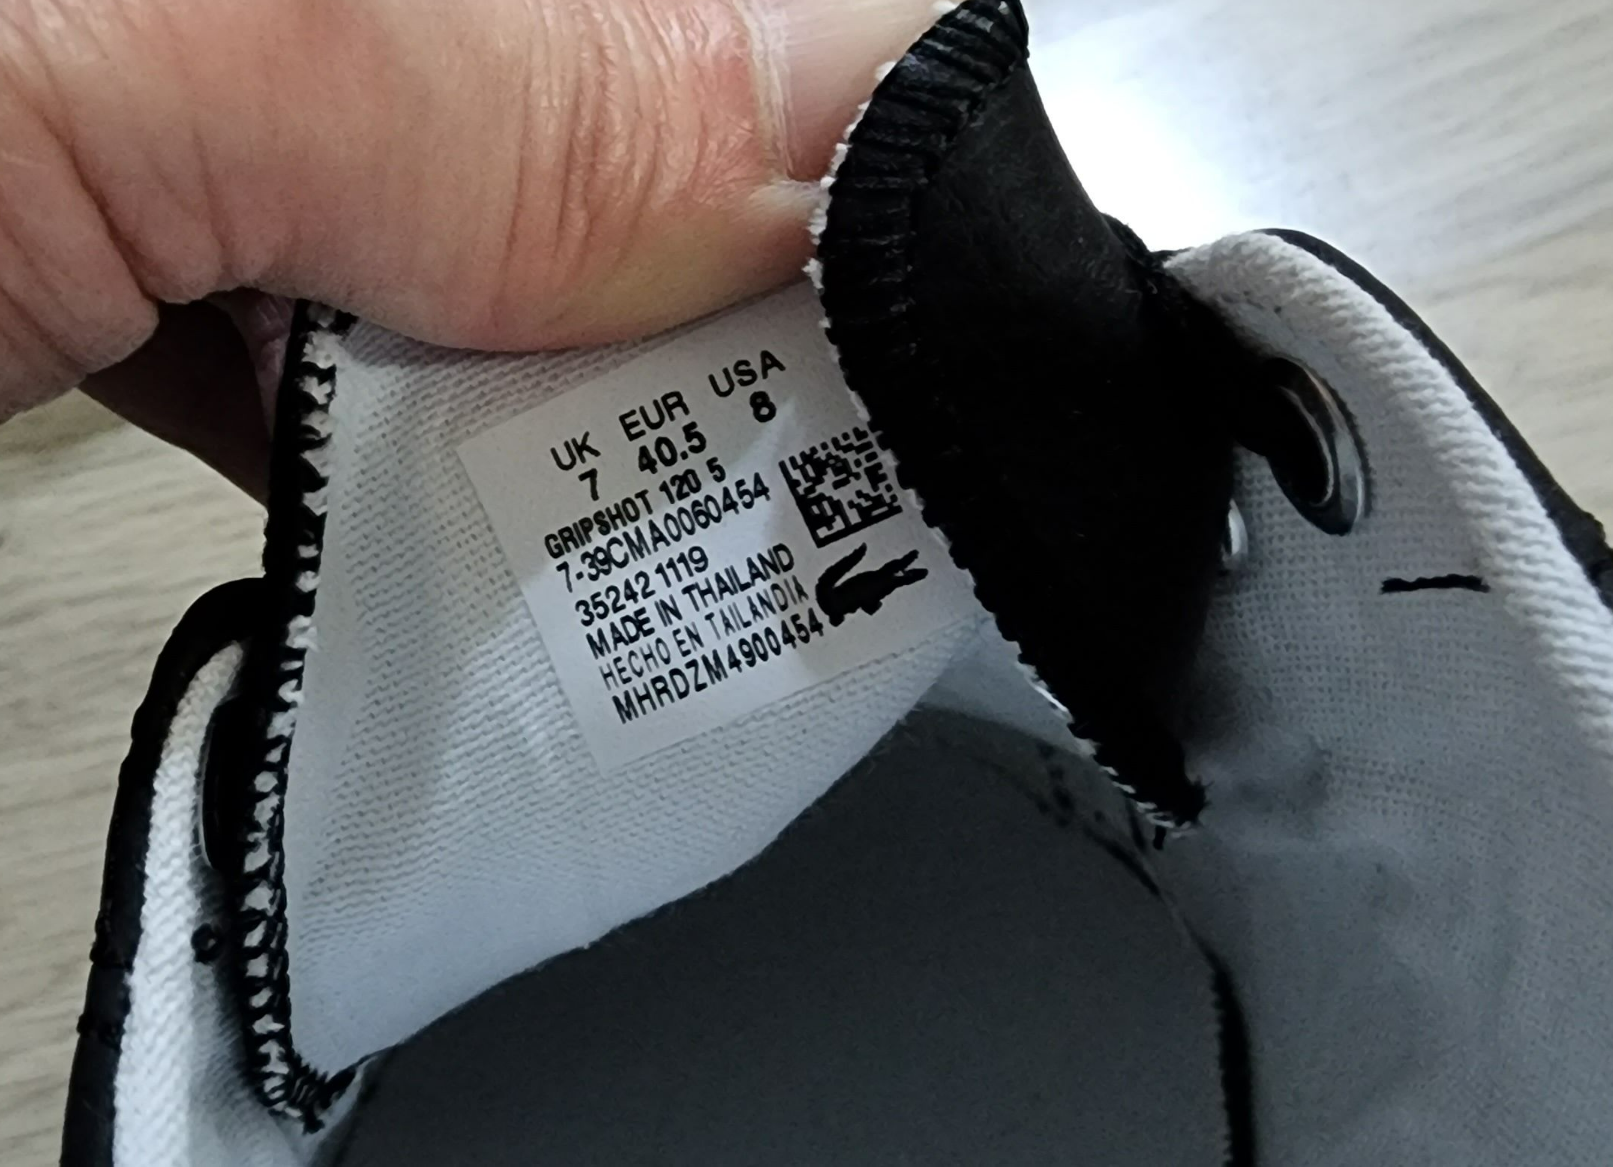 UK EUR USA
7 40.5 8
GRIPSHOT 120 5
7-39CMA0060454
35242 1119
MADE IN THAILAND
HECHO EN TAILANDIA
MHRDZM4900454